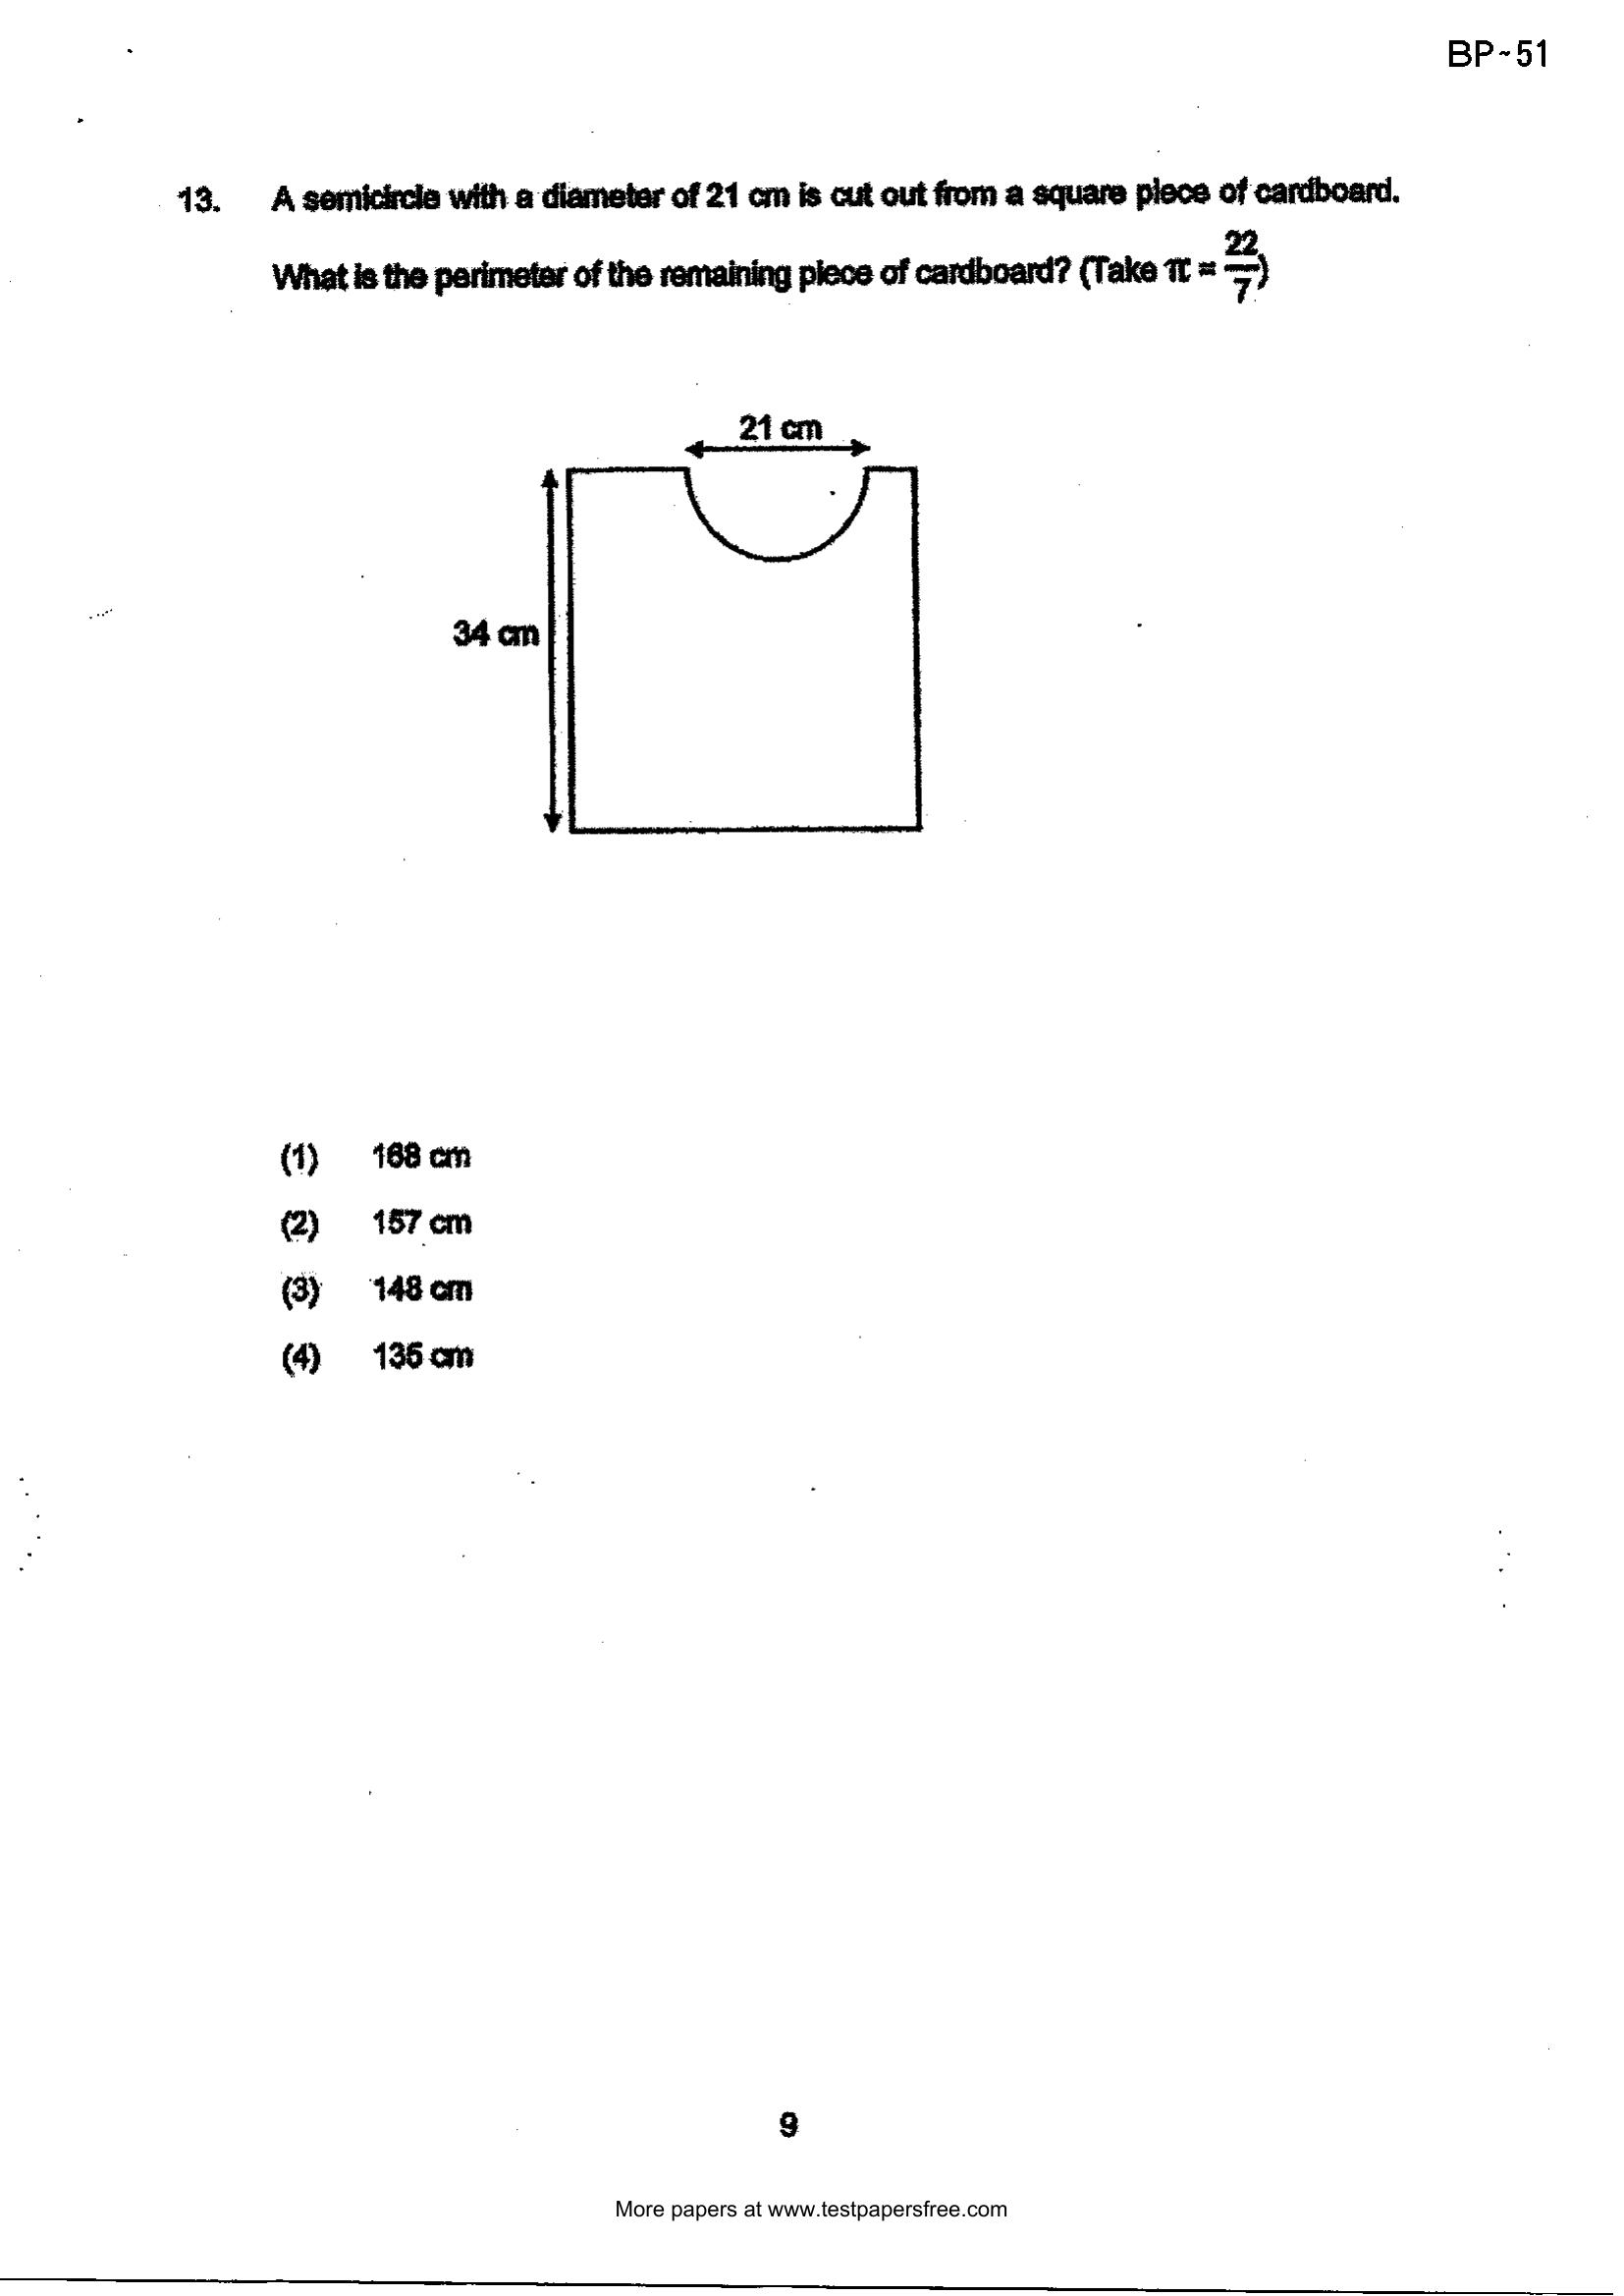 BP~51
13. A semicircle with a diameter of 21 cm is cut out from a square piece of cardboard.
What is the perimeter of the remaining piece of cardboard? (Take π = 22/7)
21 cm
34 cm
(1) 168 cm
(2) 157 cm
(3) 148 cm
(4) 135 cm
9
More papers at www.testpapersfree.com